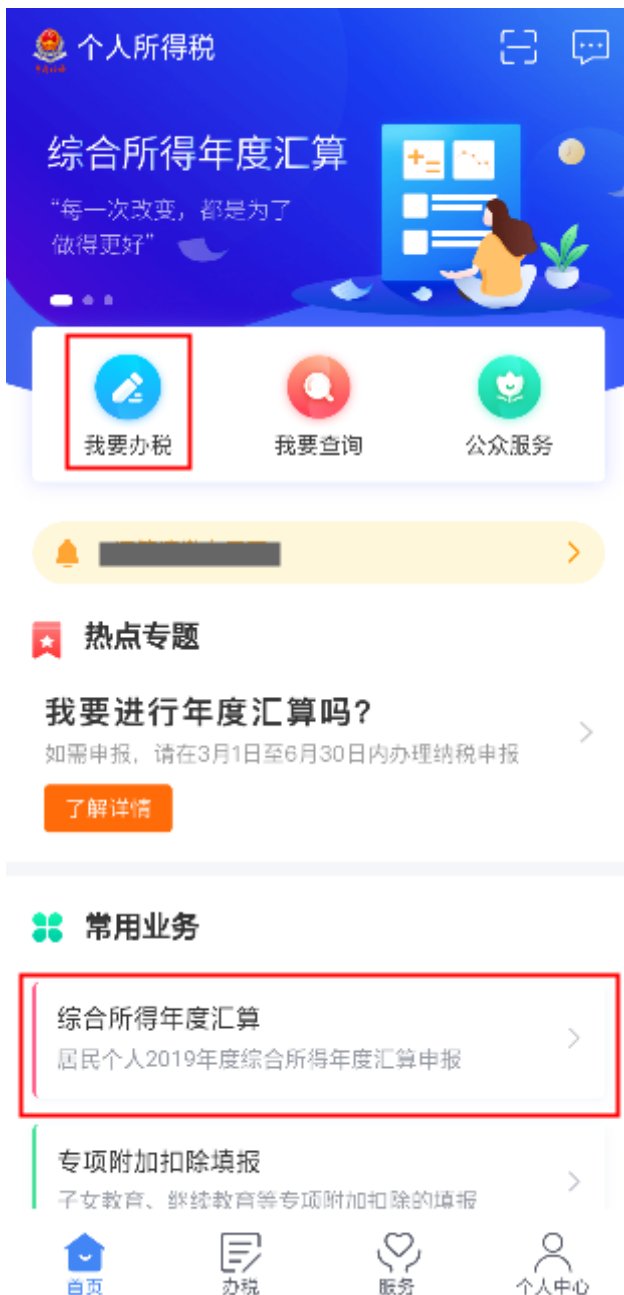 个人所得税
综合所得年度汇算
“每一次改变，都是为了
做得更好”
我要办税
我要查询
公众服务
热点专题
我要进行年度汇算吗?
如需申报，请在3月1日至6月30日内办理纳税申报
了解详情
常用业务
综合所得年度汇算
居民个人2019年度综合所得年度汇算申报
专项附加扣除填报
子女教育、继续教育等专项附加扣除的填报
首页
办税
服务
个人中心